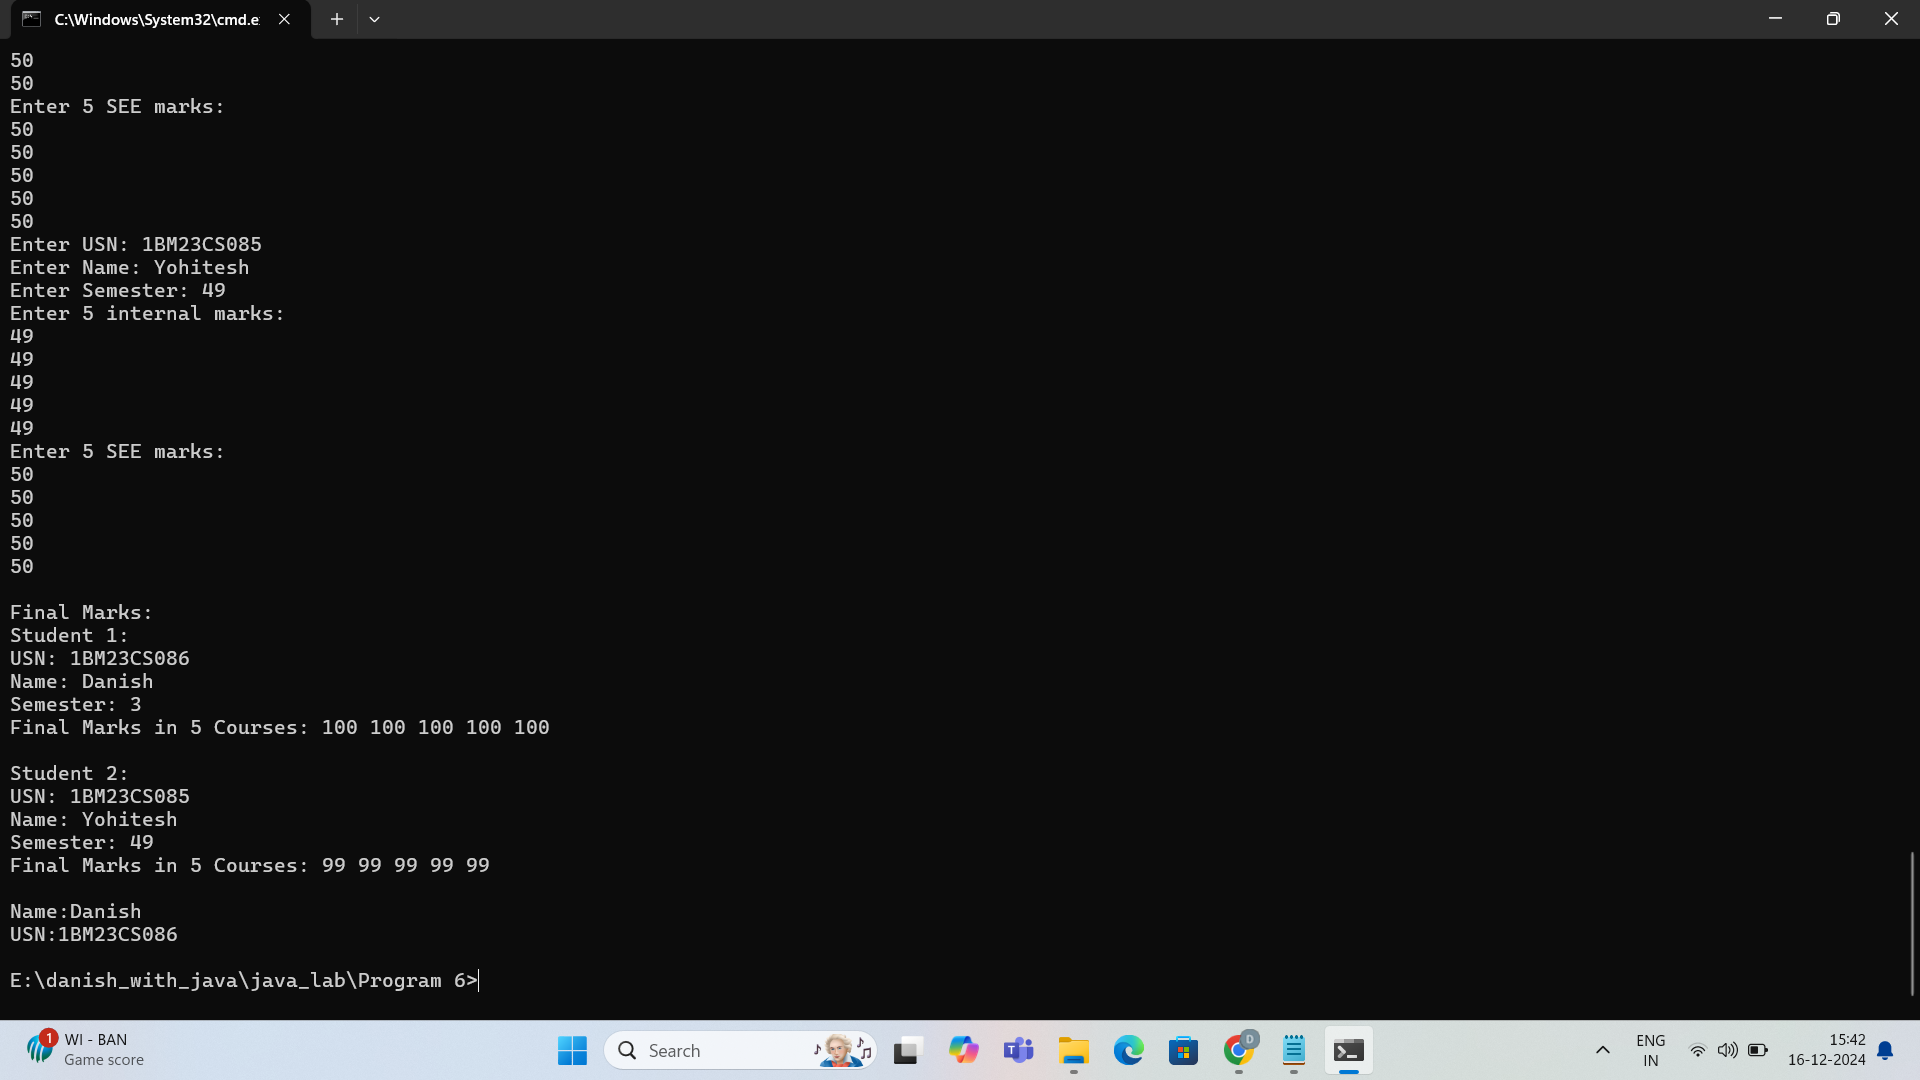 C:\Windows\System32\cmd.e
50
50
Enter 5 SEE marks:
50
50
50
50
50
Enter USN: 1BM23CS085
Enter Name: Yohitesh
Enter Semester: 49
Enter 5 internal marks:
49
49
49
49
49
Enter 5 SEE marks:
50
50
50
50
50
Final Marks:
Student 1:
USN: 1BM23CS086
Name: Danish
Semester: 3
Final Marks in 5 Courses: 100 100 100 100 100
Student 2:
USN: 1BM23CS085
Name: Yohitesh
Semester: 49
Final Marks in 5 Courses: 99 99 99 99 99
Name:Danish
USN:1BM23CS086
E:\danish_with_java\java_lab\Program 6>
1
WI - BAN
Game score
Search
T
D
ENG
IN
15:42
16-12-2024